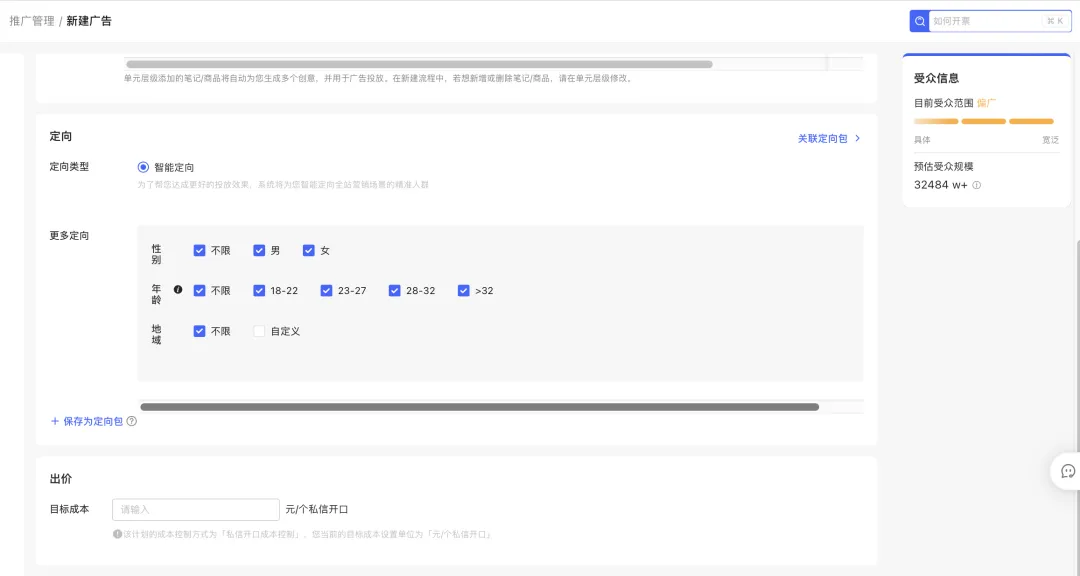 推广管理 / 新建广告
如何开票
⌘ K
单元层级添加的笔记/商品将自动为您生成多个创意，并用于广告投放。在新建流程中，若想新增或删除笔记/商品，请在单元层级修改。
定向
关联定向包 >
定向类型
智能定向
为了帮您达成更好的投放效果，系统将为您智能定向全站营销场景的精准人群
更多定向
性别 不限 男 女
年龄 不限 18-22 23-27 28-32 >32
地域 不限 自定义
+ 保存为定向包
出价
目标成本 请输入 元/个私信开口
该计划的成本控制方式为「私信开口成本控制」，您当前的目标成本设置单位为「元/个私信开口」
受众信息
目前受众范围 偏广
具体 宽泛
预估受众规模
32484 w+